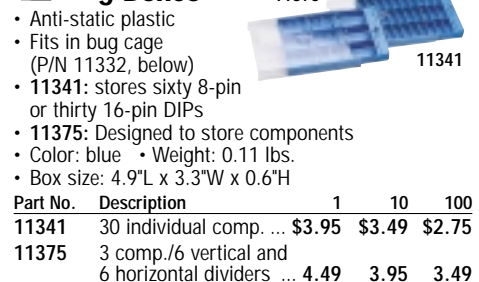 • Anti-static plastic
• Fits in bug cage
(P/N 11332, below)
11341
• 11341: stores sixty 8-pin
or thirty 16-pin DIPs
• 11375: Designed to store components
• Color: blue • Weight: 0.11 lbs.
• Box size: 4.9"L x 3.3"W x 0.6"H
Part No. Description 1 10 100
11341 30 individual comp. ... $3.95 $3.49 $2.75
11375 3 comp./6 vertical and
6 horizontal dividers ... 4.49 3.95 3.49